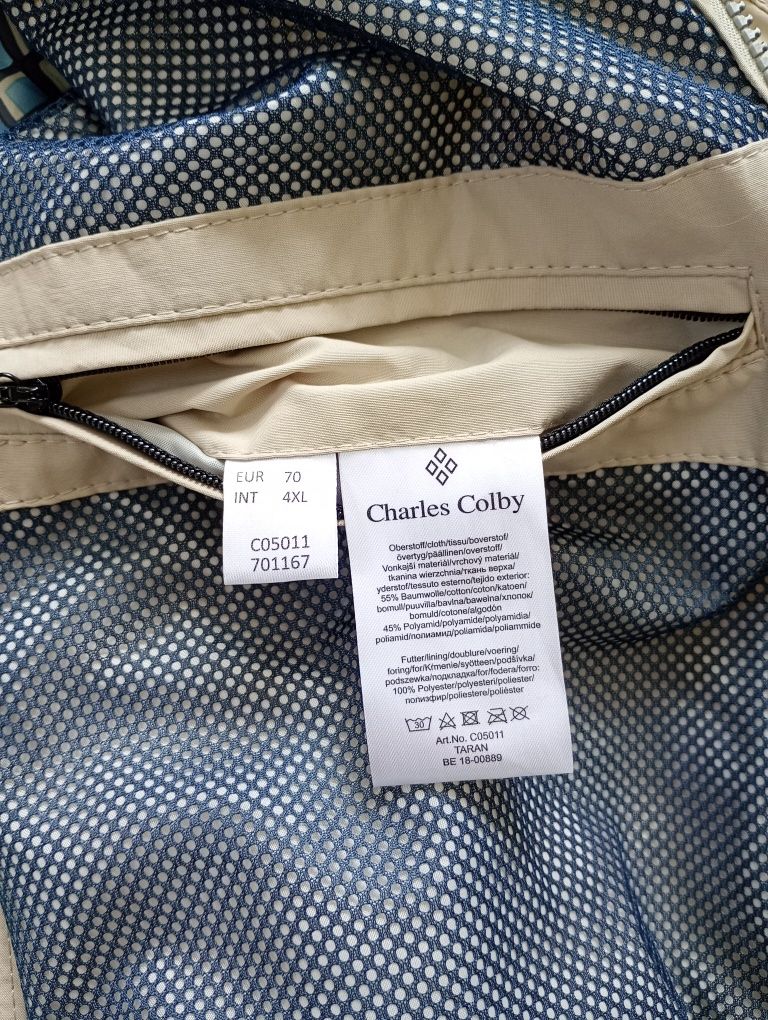 EUR 70
INT 4XL
C05011
701167
Charles Colby
Oberstoff/cloth/tissu/boverstof/
övertyg/päällinen/overstoff/
Vonkajší materiál/vrchový materiál/
tkanina wierzchnia/ткань верха/
yderstof/tessuto esterno/tejido exterior:
55% Baumwolle/cotton/coton/katoen/
bomull/puuvilla/bavlna/bawełna/хлопок/
bomuld/cotone/algodón
45% Polyamid/polyamide/polyamidia/
poliamid/полиамид/poliamida/poliammide
Futter/lining/doublure/voering/
foring/for/Kŕmenie/syötteen/podšívka/
podszewka/подкладка/for/fodera/forro:
100% Polyester/polyesteri/poliester/
полиэфир/poliestere/poliéster
30
Art.No. C05011
TARAN
BE 18-00889